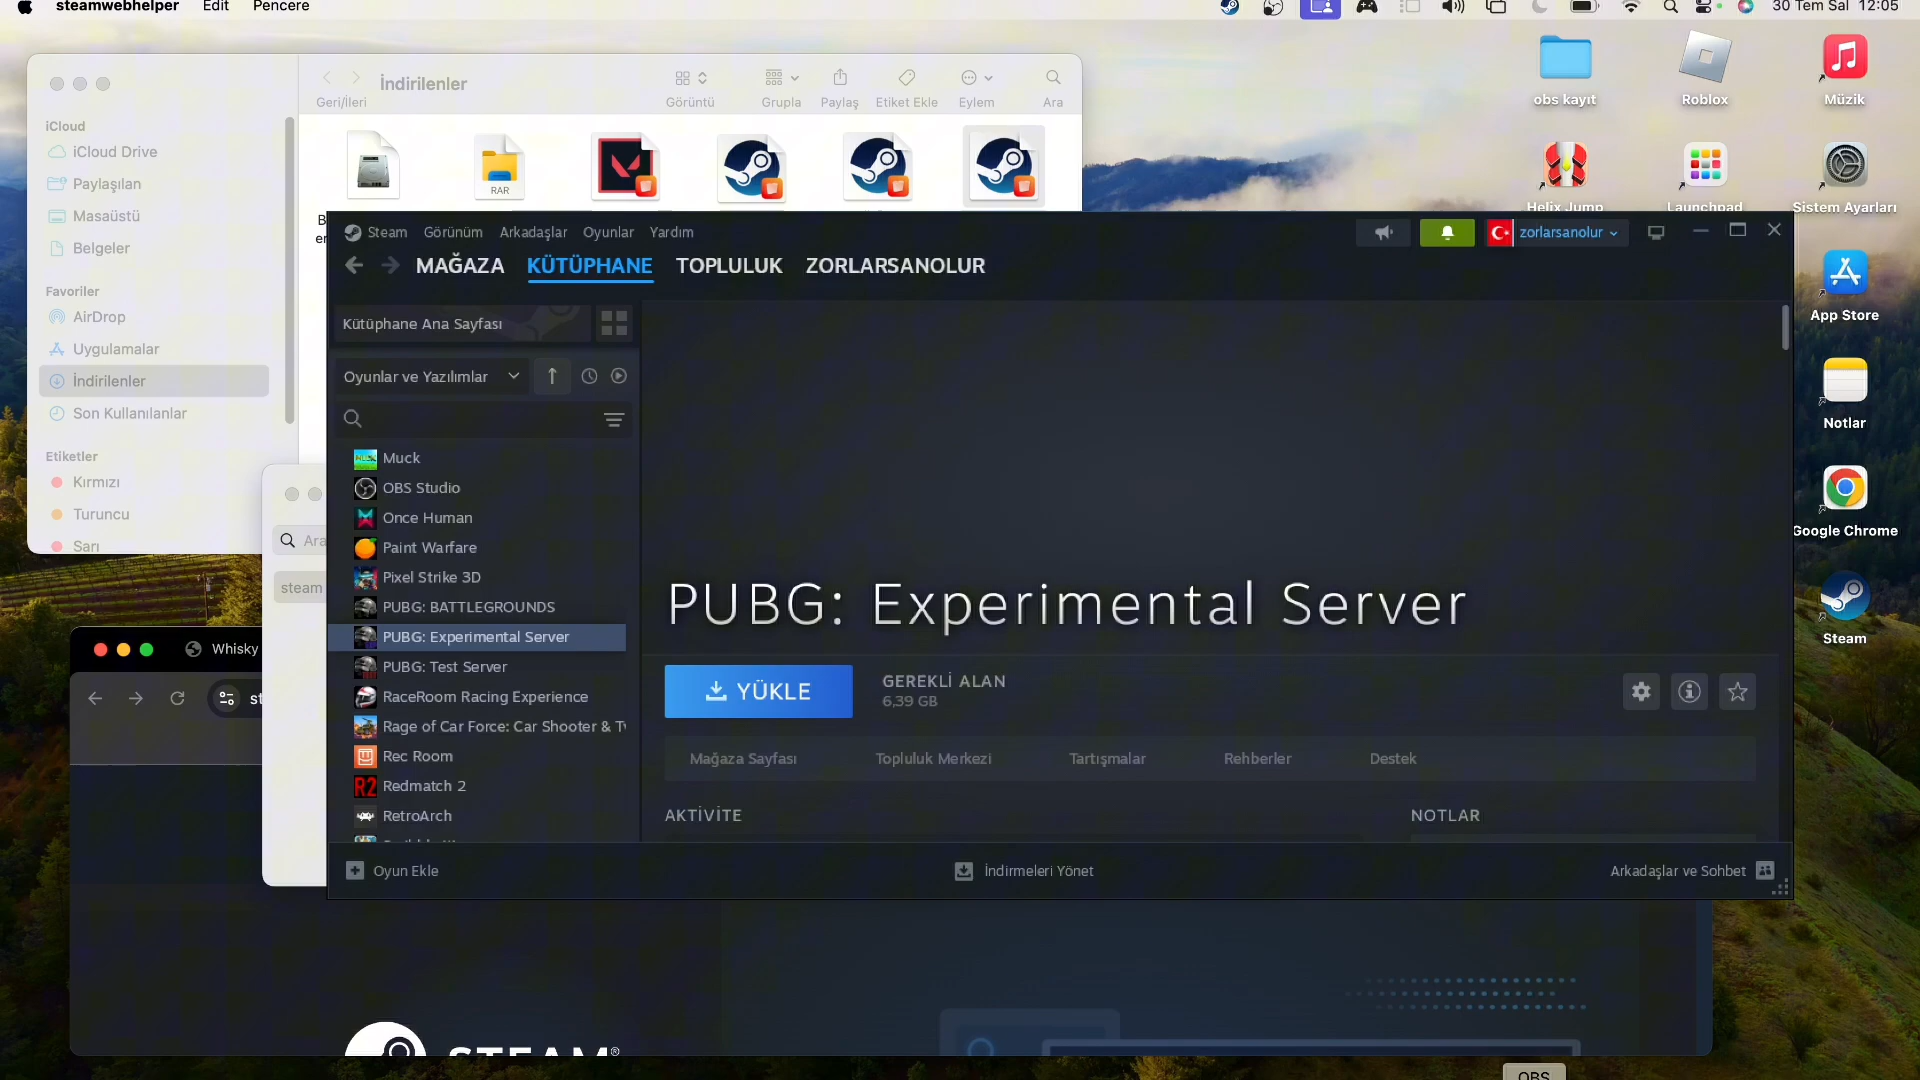 steamwebhelper Edit Pencere
30 Tem Sal 12:05
İndirilenler
Geri/İleri Görüntü Grupla Paylaş Etiket Ekle Eylem Ara
iCloud
iCloud Drive
Paylaşılan
Masaüstü
Belgeler
Favoriler
AirDrop
Uygulamalar
İndirilenler
Son Kullanılanlar
Etiketler
Kırmızı
Turuncu
Sarı
RAR
Ara
steam
Whisky
Steam Görünüm Arkadaşlar Oyunlar Yardım
zorlarsanolur
MAĞAZA KÜTÜPHANE TOPLULUK ZORLARSANOLUR
Kütüphane Ana Sayfası
Oyunlar ve Yazılımlar
Muck
OBS Studio
Once Human
Paint Warfare
Pixel Strike 3D
PUBG: BATTLEGROUNDS
PUBG: Experimental Server
PUBG: Test Server
RaceRoom Racing Experience
Rage of Car Force: Car Shooter &
Rec Room
Redmatch 2
RetroArch
PUBG: Experimental Server
YÜKLE
GEREKLİ ALAN
6,39 GB
Mağaza Sayfası Topluluk Merkezi Tartışmalar Rehberler Destek
AKTİVİTE
NOTLAR
Oyun Ekle
İndirmeleri Yönet
Arkadaşlar ve Sohbet
STEAM®
obs kayıt
Roblox
Müzik
Helix Jump
Launchpad
Sistem Ayarları
App Store
Notlar
Google Chrome
Steam
OBS